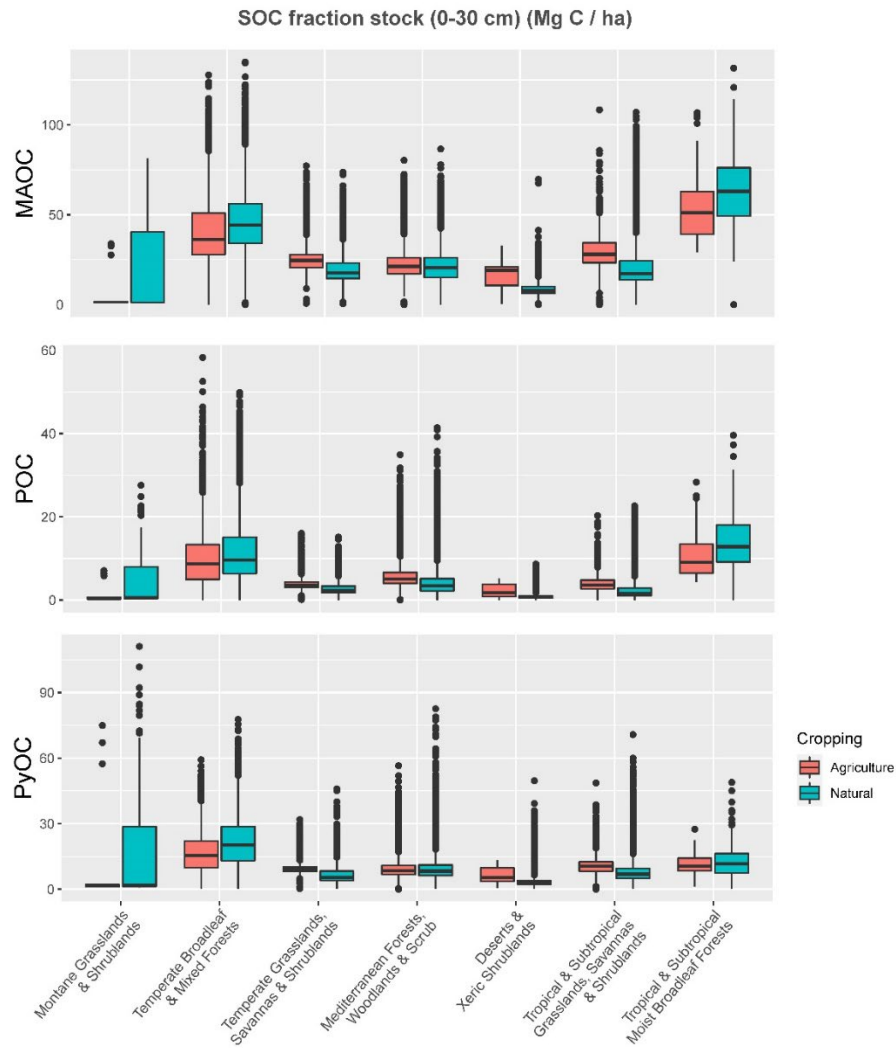 SOC fraction stock (0-30 cm) (Mg C / ha)
MAOC
100
50
0
POC
60
40
20
0
PyOC
90
60
30
0
Cropping
Agriculture
Natural
Montane Grasslands
& Shrublands
Temperate Broadleaf
& Mixed Forests
Temperate Grasslands,
Savannas & Shrublands
Mediterranean Forests,
Woodlands & Scrub
Deserts &
Xeric Shrublands
Tropical & Subtropical
Grasslands, Savannas
& Shrublands
Tropical & Subtropical
Moist Broadleaf Forests